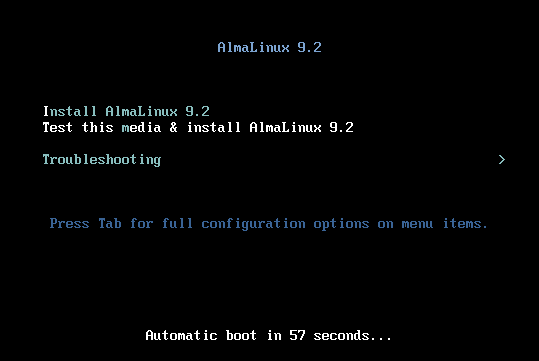 AlmaLinux 9.2
Install AlmaLinux 9.2
Test this media & install AlmaLinux 9.2
Troubleshooting >
Press Tab for full configuration options on menu items.
Automatic boot in 57 seconds...